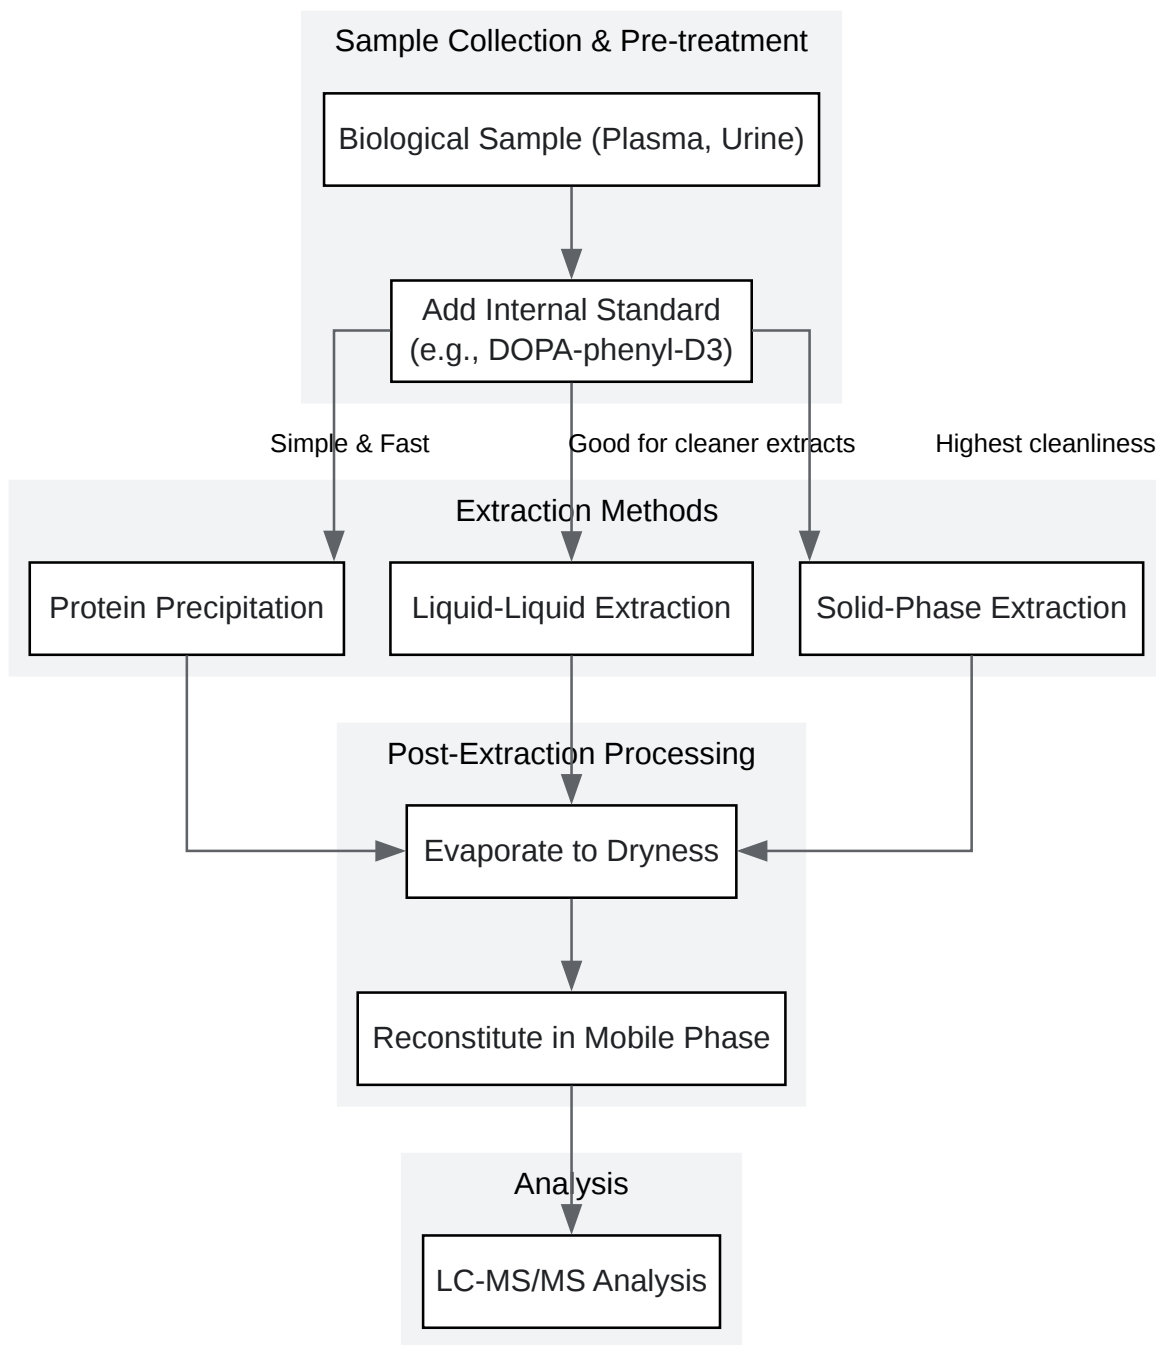 Sample Collection & Pre-treatment
Biological Sample (Plasma, Urine)
Add Internal Standard
(e.g., DOPA-phenyl-D3)
Simple & Fast
Good for cleaner extracts
Highest cleanliness
Extraction Methods
Protein Precipitation
Liquid-Liquid Extraction
Solid-Phase Extraction
Post-Extraction Processing
Evaporate to Dryness
Reconstitute in Mobile Phase
Analysis
LC-MS/MS Analysis